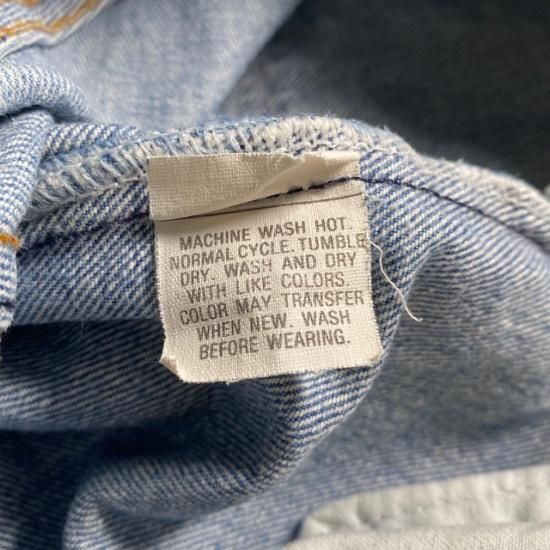 MACHINE WASH HOT.
NORMAL CYCLE. TUMBLE
DRY. WASH AND DRY
WITH LIKE COLORS.
COLOR MAY TRANSFER
WHEN NEW. WASH
BEFORE WEARING.